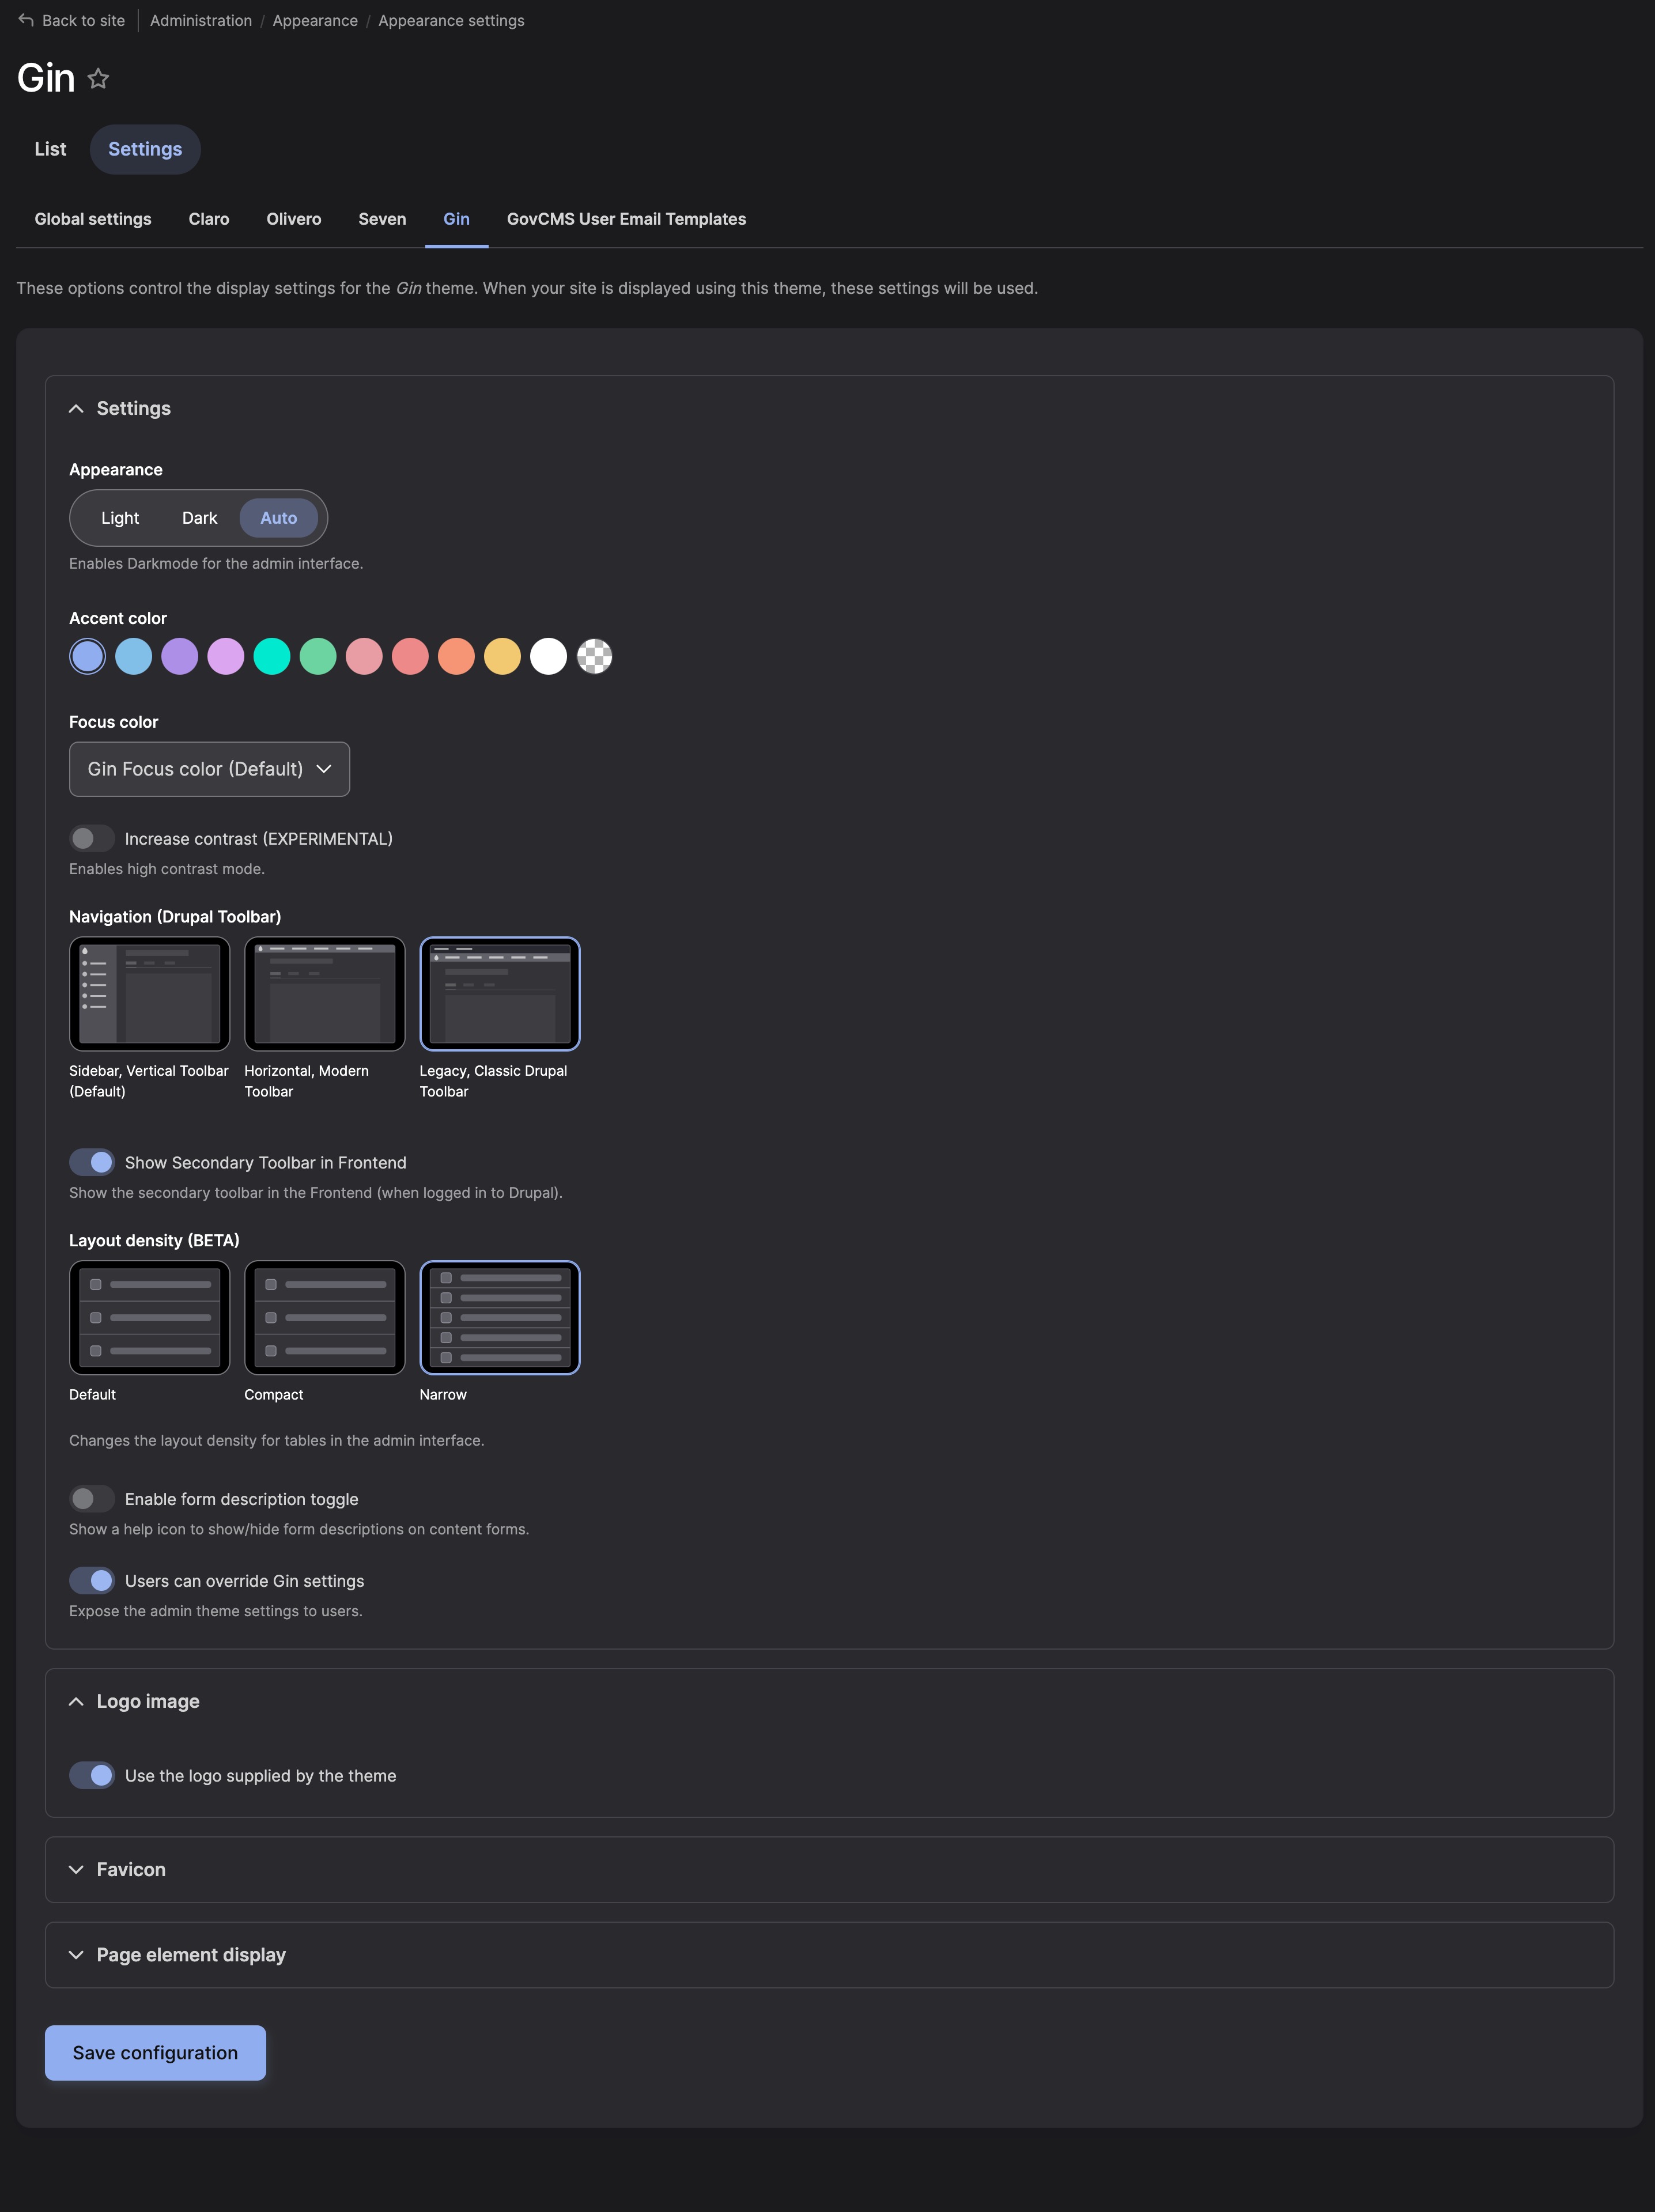 Back to site Administration / Appearance / Appearance settings
Gin
List Settings
Global settings Claro Olivero Seven Gin GovCMS User Email Templates
These options control the display settings for the Gin theme. When your site is displayed using this theme, these settings will be used.
Settings
Appearance
Light Dark Auto
Enables Darkmode for the admin interface.
Accent color
Focus color
Gin Focus color (Default)
Increase contrast (EXPERIMENTAL)
Enables high contrast mode.
Navigation (Drupal Toolbar)
Sidebar, Vertical Toolbar
(Default)
Horizontal, Modern
Toolbar
Legacy, Classic Drupal
Toolbar
Show Secondary Toolbar in Frontend
Show the secondary toolbar in the Frontend (when logged in to Drupal).
Layout density (BETA)
Default Compact Narrow
Changes the layout density for tables in the admin interface.
Enable form description toggle
Show a help icon to show/hide form descriptions on content forms.
Users can override Gin settings
Expose the admin theme settings to users.
Logo image
Use the logo supplied by the theme
Favicon
Page element display
Save configuration